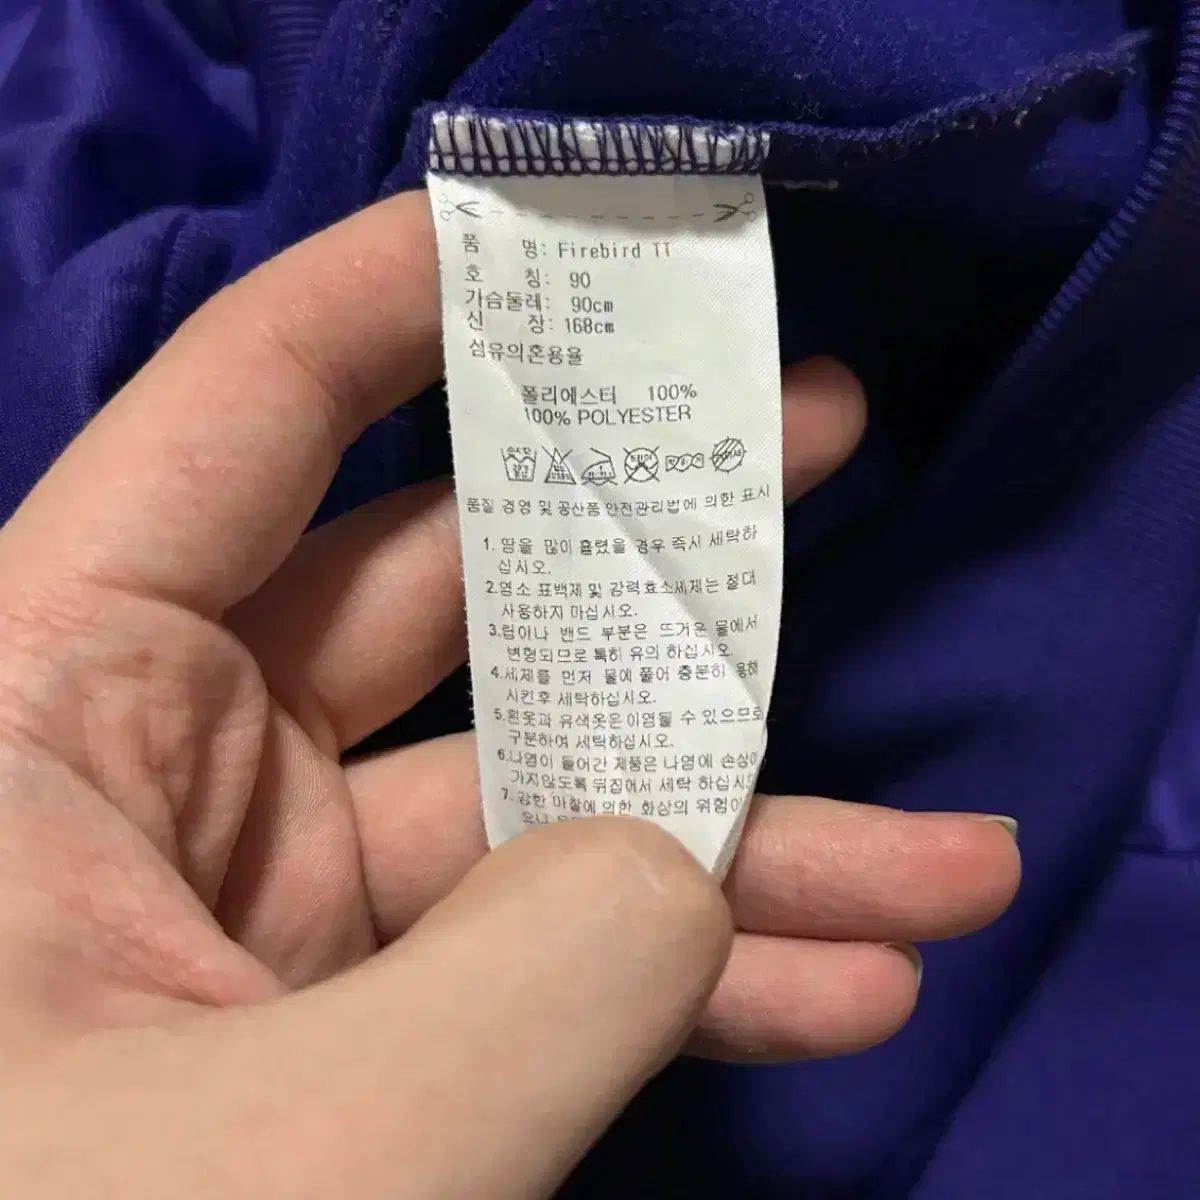 품 명: Firebird TT
호 칭: 90
가슴둘레: 90cm
신 장: 168cm
섬유의혼용율
폴리에스터 100%
100% POLYESTER
품질 경영 및 공산품 안전관리법에 의한 표시
1. 땀을 많이 흘렸을 경우 즉시 세탁하
십시오.
2.염소 표백제 및 강력효소세제는 절대
사용하지 마십시오.
3.립이나 밴드 부분은 뜨거운 물에서
변형되므로 특히 유의 하십시오.
4.세제를 먼저 물에 풀어 충분히 용해
시킨후 세탁하십시오.
5.흰옷과 유색옷은 이염될 수 있으므로
구분하여 세탁하십시오.
6.나염이 들어간 제품은 나염에 손상이
가지않도록 뒤집어서 세탁 하십시오
7. 강한 마찰에 의한 화상의 위험이